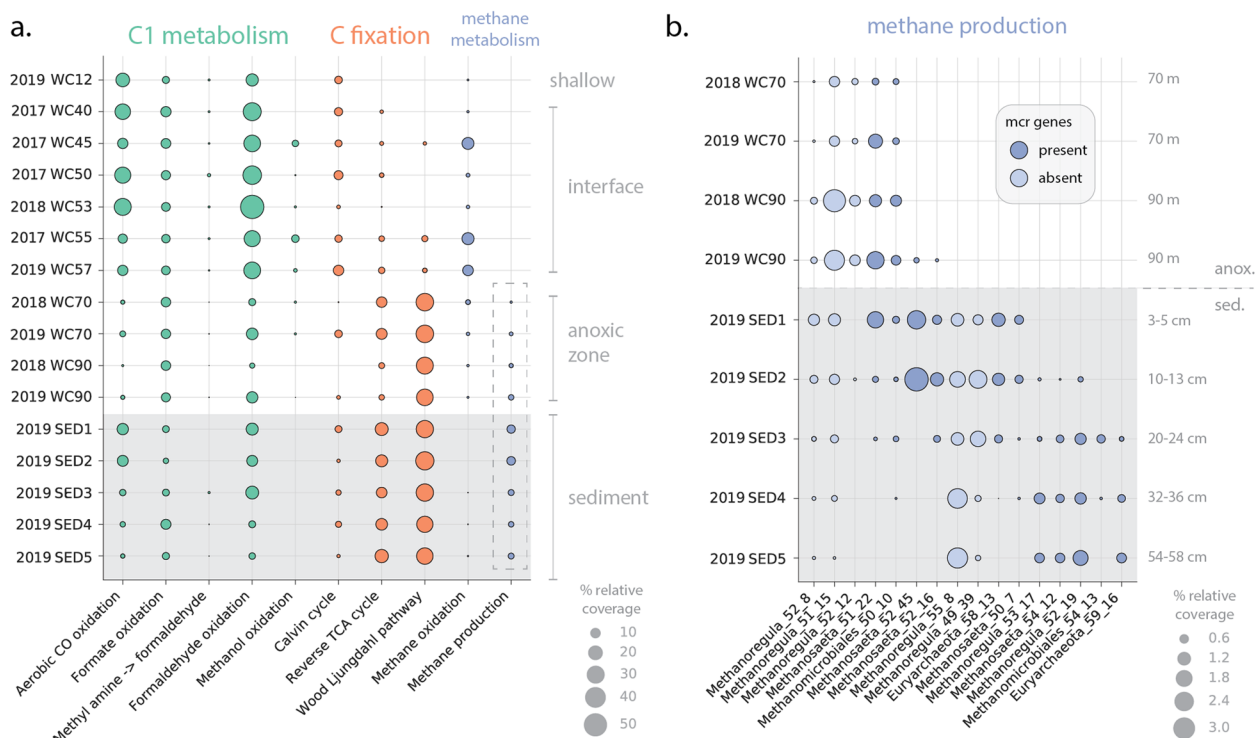 a.
C1 metabolism
C fixation
methane
metabolism
2019 WC12
2017 WC40
2017 WC45
2017 WC50
2018 WC53
2017 WC55
2019 WC57
2018 WC70
2019 WC70
2018 WC90
2019 WC90
2019 SED1
2019 SED2
2019 SED3
2019 SED4
2019 SED5
shallow
interface
anoxic
zone
sediment
Aerobic CO oxidation
Formate oxidation
Methyl amine -> formaldehyde
Formaldehyde oxidation
Methanol oxidation
Calvin cycle
Reverse TCA cycle
Wood Ljungdahl pathway
Methane oxidation
Methane production
% relative
coverage
10
20
30
40
50
b.
methane production
2018 WC70
2019 WC70
2018 WC90
2019 WC90
2019 SED1
2019 SED2
2019 SED3
2019 SED4
2019 SED5
mcr genes
present
absent
70 m
70 m
90 m
90 m
anox.
sed.
3-5 cm
10-13 cm
20-24 cm
32-36 cm
54-58 cm
Methanoregula_52_8
Methanoregula_51_15
Methanoregula_52_12
Methanosaeta_51_22
Methanomicrobiales_50_10
Methanosaeta_52_45
Methanosaeta_52_16
Methanoregula_55_8
Methanoregula_49_39
Euryarchaeota_58_13
Methanosaeta_50_7
Methanoregula_53_17
Methanosaeta_54_12
Methanoregula_52_19
Methanomicrobiales_54_13
Euryarchaeota_59_16
% relative
coverage
0.6
1.2
1.8
2.4
3.0